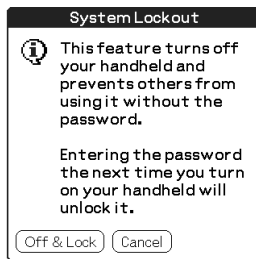 System Lockout
This feature turns off
your handheld and
prevents others from
using it without the
password.
Entering the password
the next time you turn
on your handheld will
unlock it.
Off & Lock Cancel